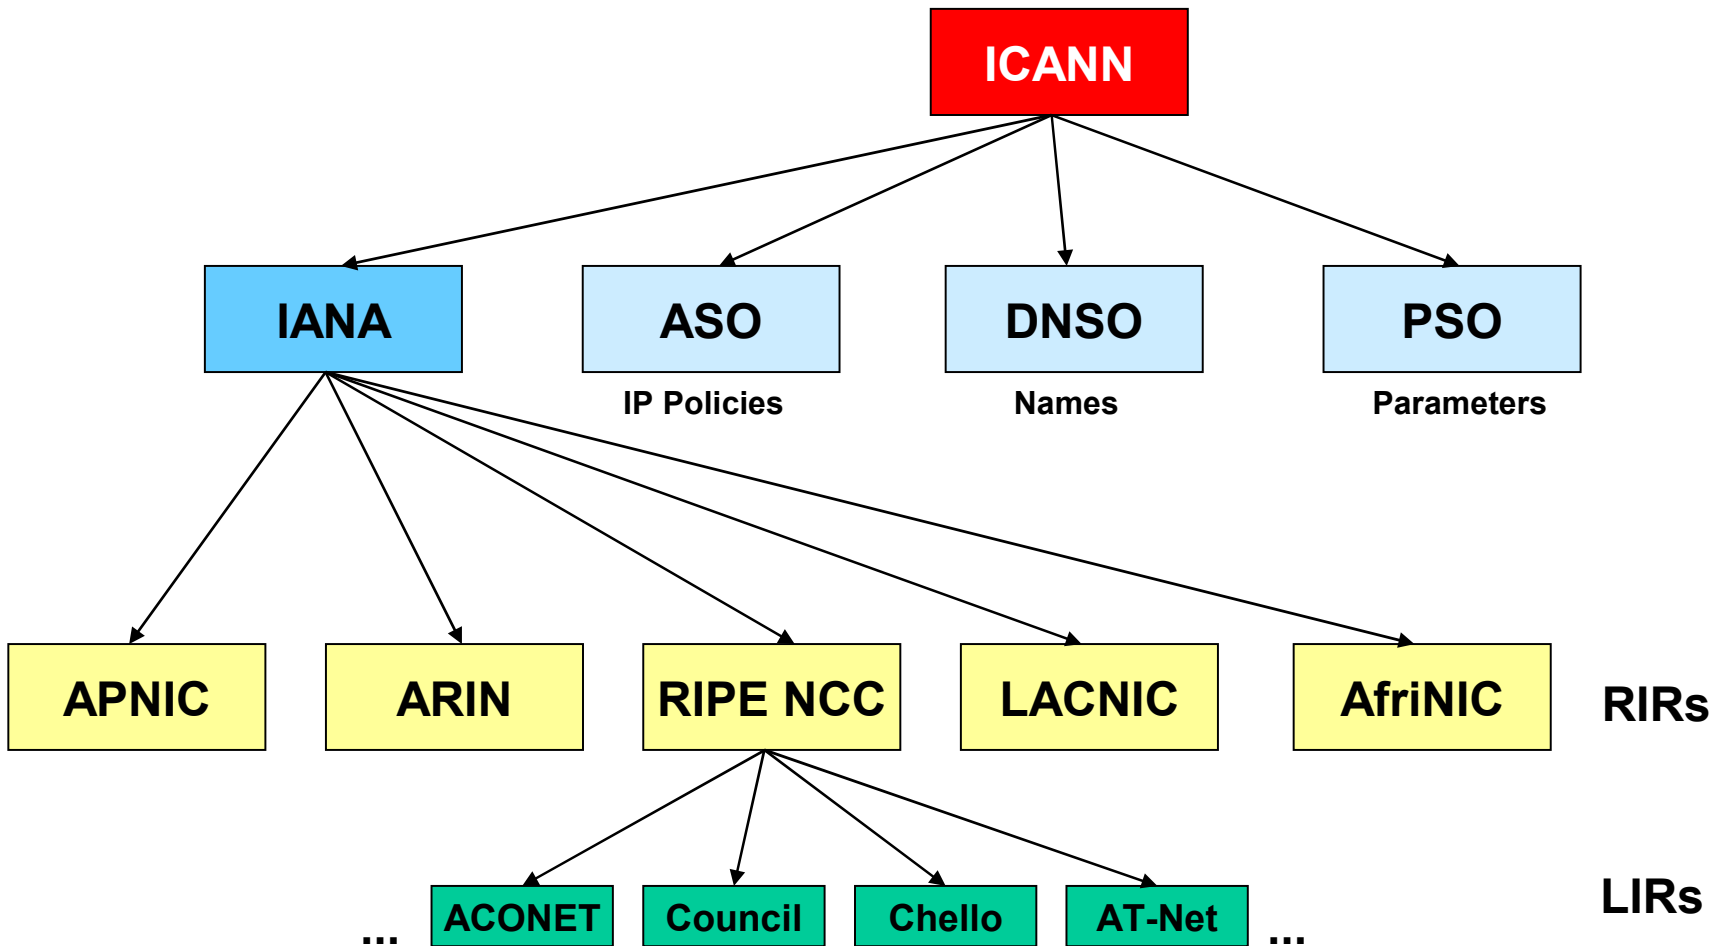 ICANN
IANA
ASO
DNSO
PSO
IP Policies
Names
Parameters
APNIC
ARIN
RIPE NCC
LACNIC
AfriNIC
RIRs
...
ACONET
Council
Chello
AT-Net
...
LIRs